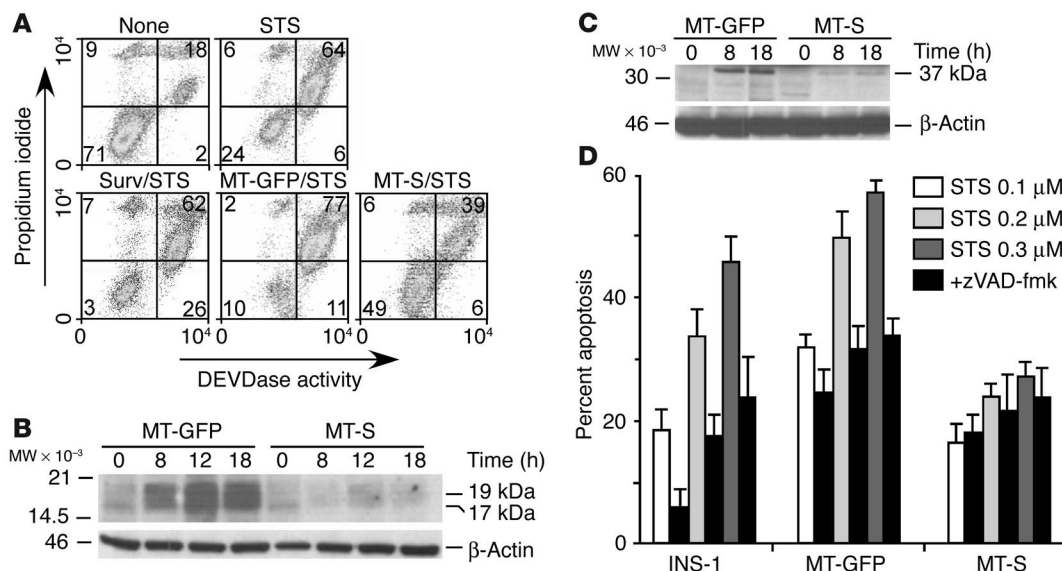 A
None
STS
10⁴
9
18
6
64
Propidium iodide
71
2
24
6
0
Surv/STS
MT-GFP/STS
MT-S/STS
10⁴
7
62
2
77
6
39
3
26
10
11
49
6
0
0
10⁴
0
10⁴
0
10⁴
DEVDase activity
B
MT-GFP
MT-S
MW × 10⁻³
0 8 12 18 0 8 12 18 Time (h)
21
19 kDa
17 kDa
14.5
46
β-Actin
C
MT-GFP
MT-S
MW × 10⁻³
0 8 18 0 8 18 Time (h)
30
37 kDa
46
β-Actin
D
60
40
20
0
Percent apoptosis
STS 0.1 μM
STS 0.2 μM
STS 0.3 μM
+zVAD-fmk
INS-1
MT-GFP
MT-S